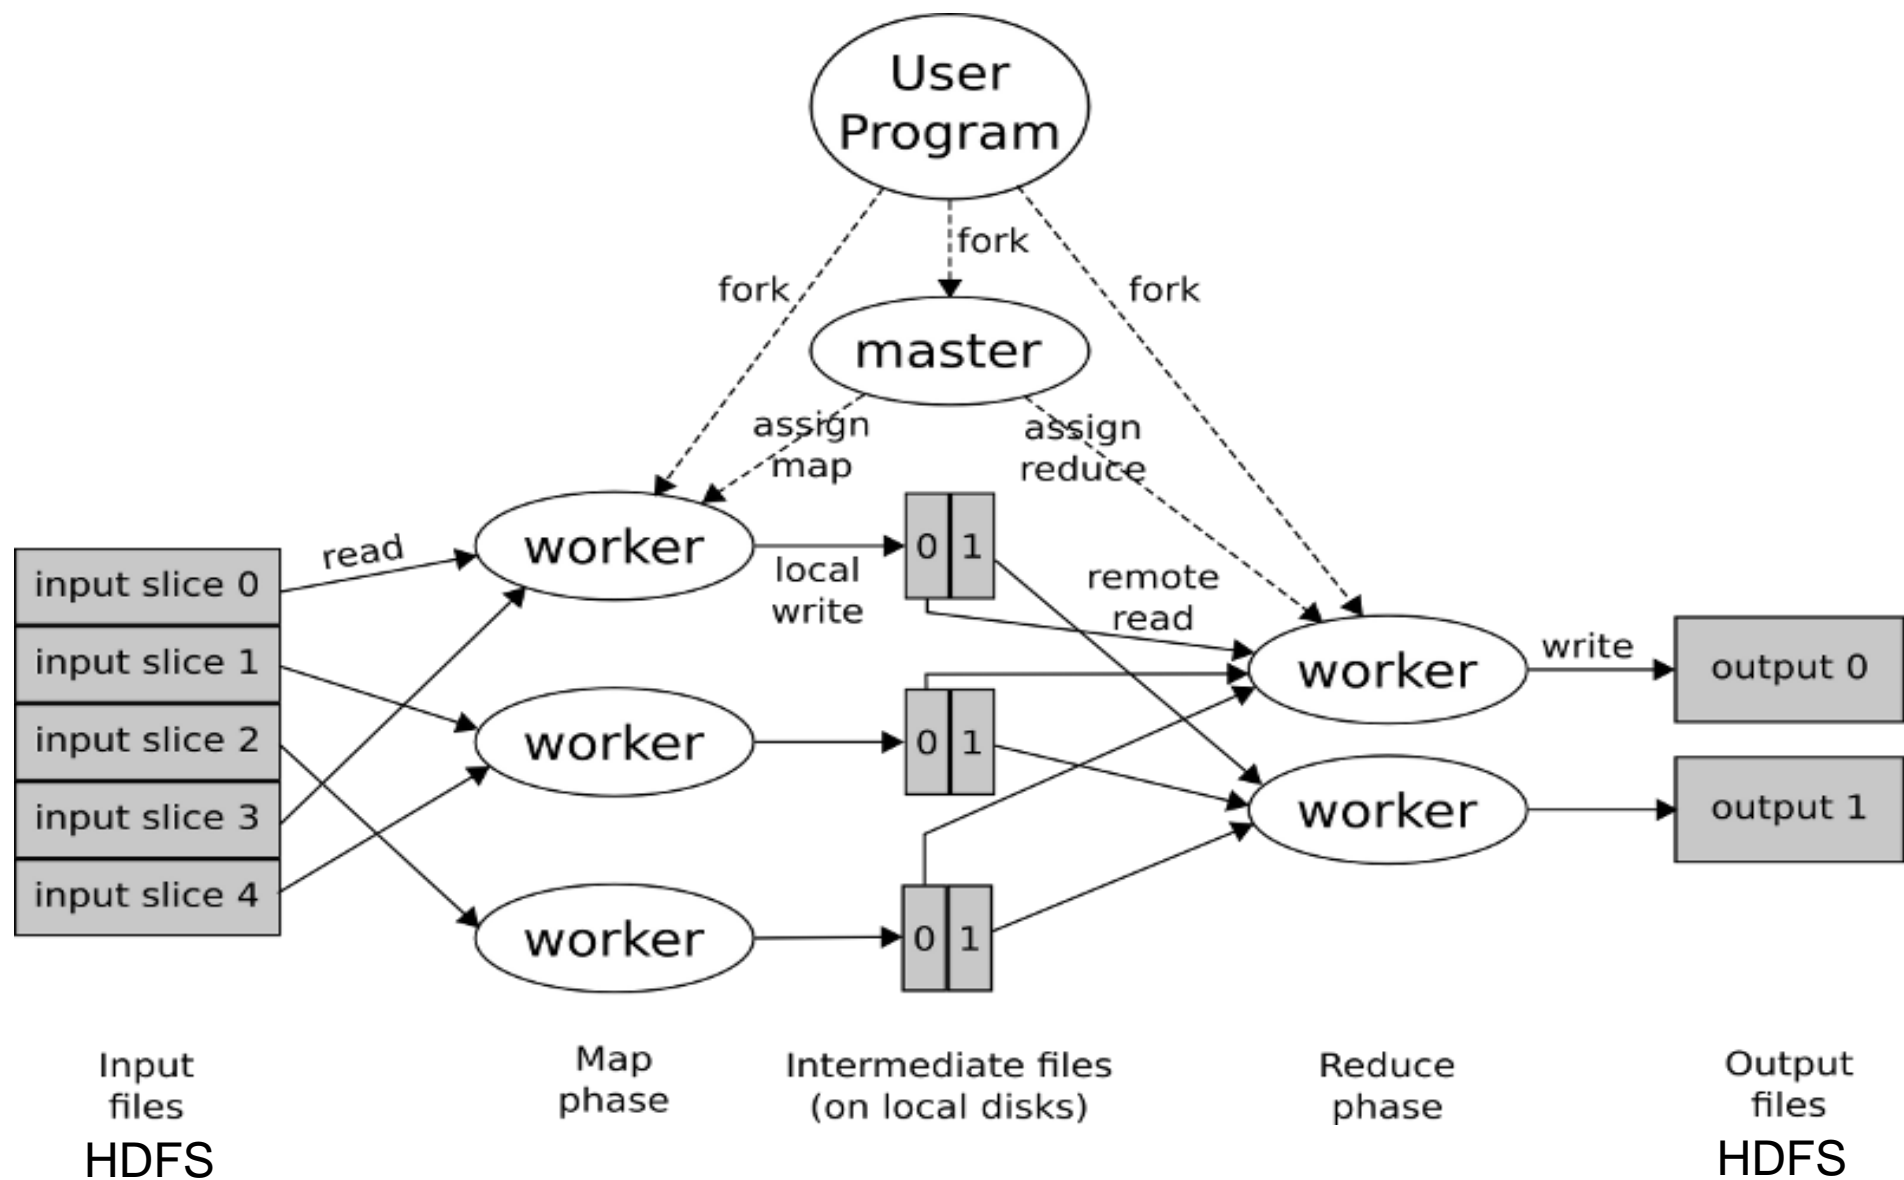 User
Program
fork
fork
fork
master
assign
map
assign
reduce
worker
read
local
write
0 1
remote
read
input slice 0
input slice 1
input slice 2
input slice 3
input slice 4
worker
0 1
worker
write
output 0
worker
output 1
worker
0 1
Input
files
HDFS
Map
phase
Intermediate files
(on local disks)
Reduce
phase
Output
files
HDFS